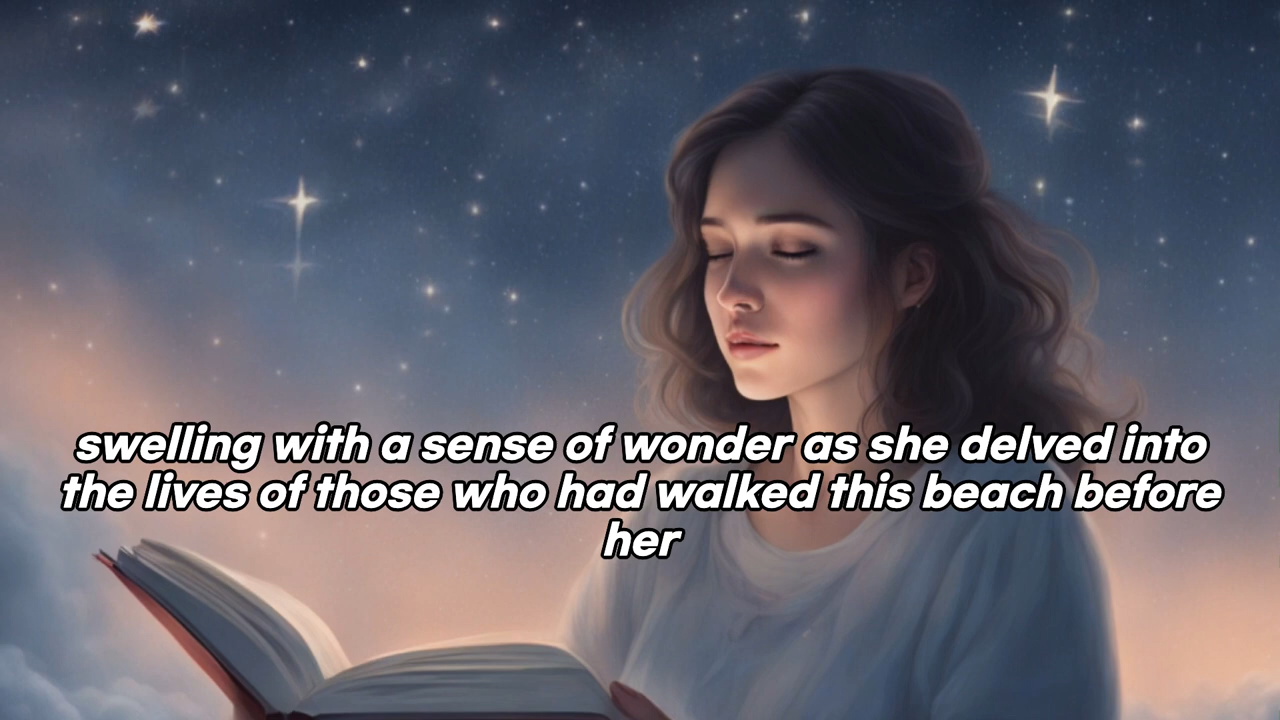 swelling with a sense of wonder as she delved into
the lives of those who had walked this beach before
her